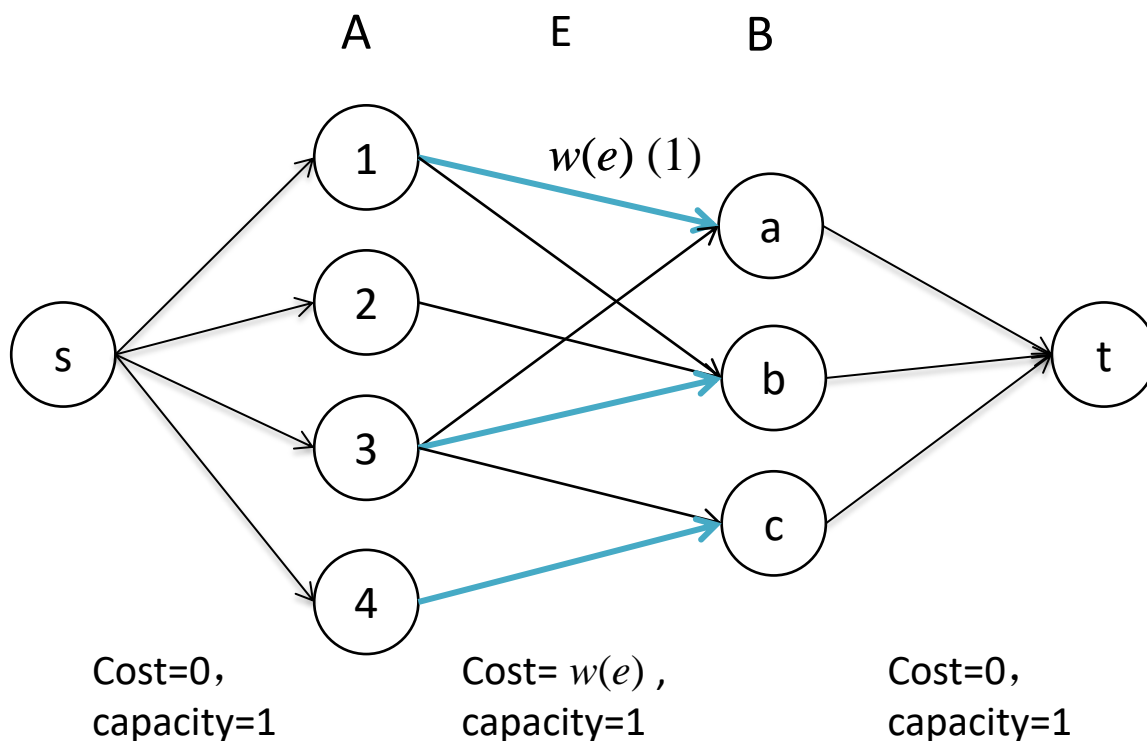 A E B
1
w(e) (1)
a
2
s
b
t
3
c
4
Cost=0，
capacity=1
Cost= w(e) ,
capacity=1
Cost=0，
capacity=1